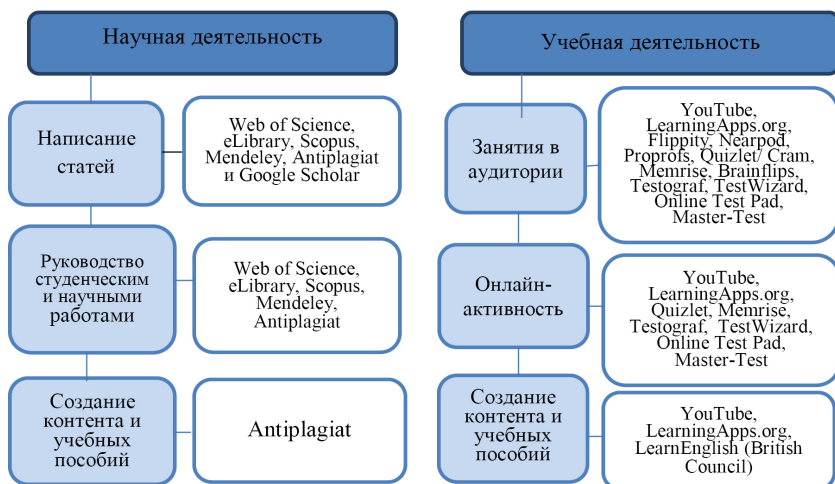 Научная деятельность
Написание
статей
Web of Science,
eLibrary, Scopus,
Mendeley, Antiplagiat
и Google Scholar
Руководство
студенческим
и научными
работами
Web of Science,
eLibrary, Scopus,
Mendeley,
Antiplagiat
Создание
контента и
учебных
пособий
Antiplagiat
Учебная деятельность
Занятия в
аудитории
YouTube,
LearningApps.org,
Flippity, Nearpod,
Proprofs, Quizlet/ Cram,
Memrise, Brainflips,
Testograf, TestWizard,
Online Test Pad,
Master-Test
Онлайн-
активность
YouTube,
LearningApps.org,
Quizlet, Memrise,
Testograf, TestWizard,
Online Test Pad,
Master-Test
Создание
контента и
учебных
пособий
YouTube,
LearningApps.org,
LearnEnglish (British
Council)